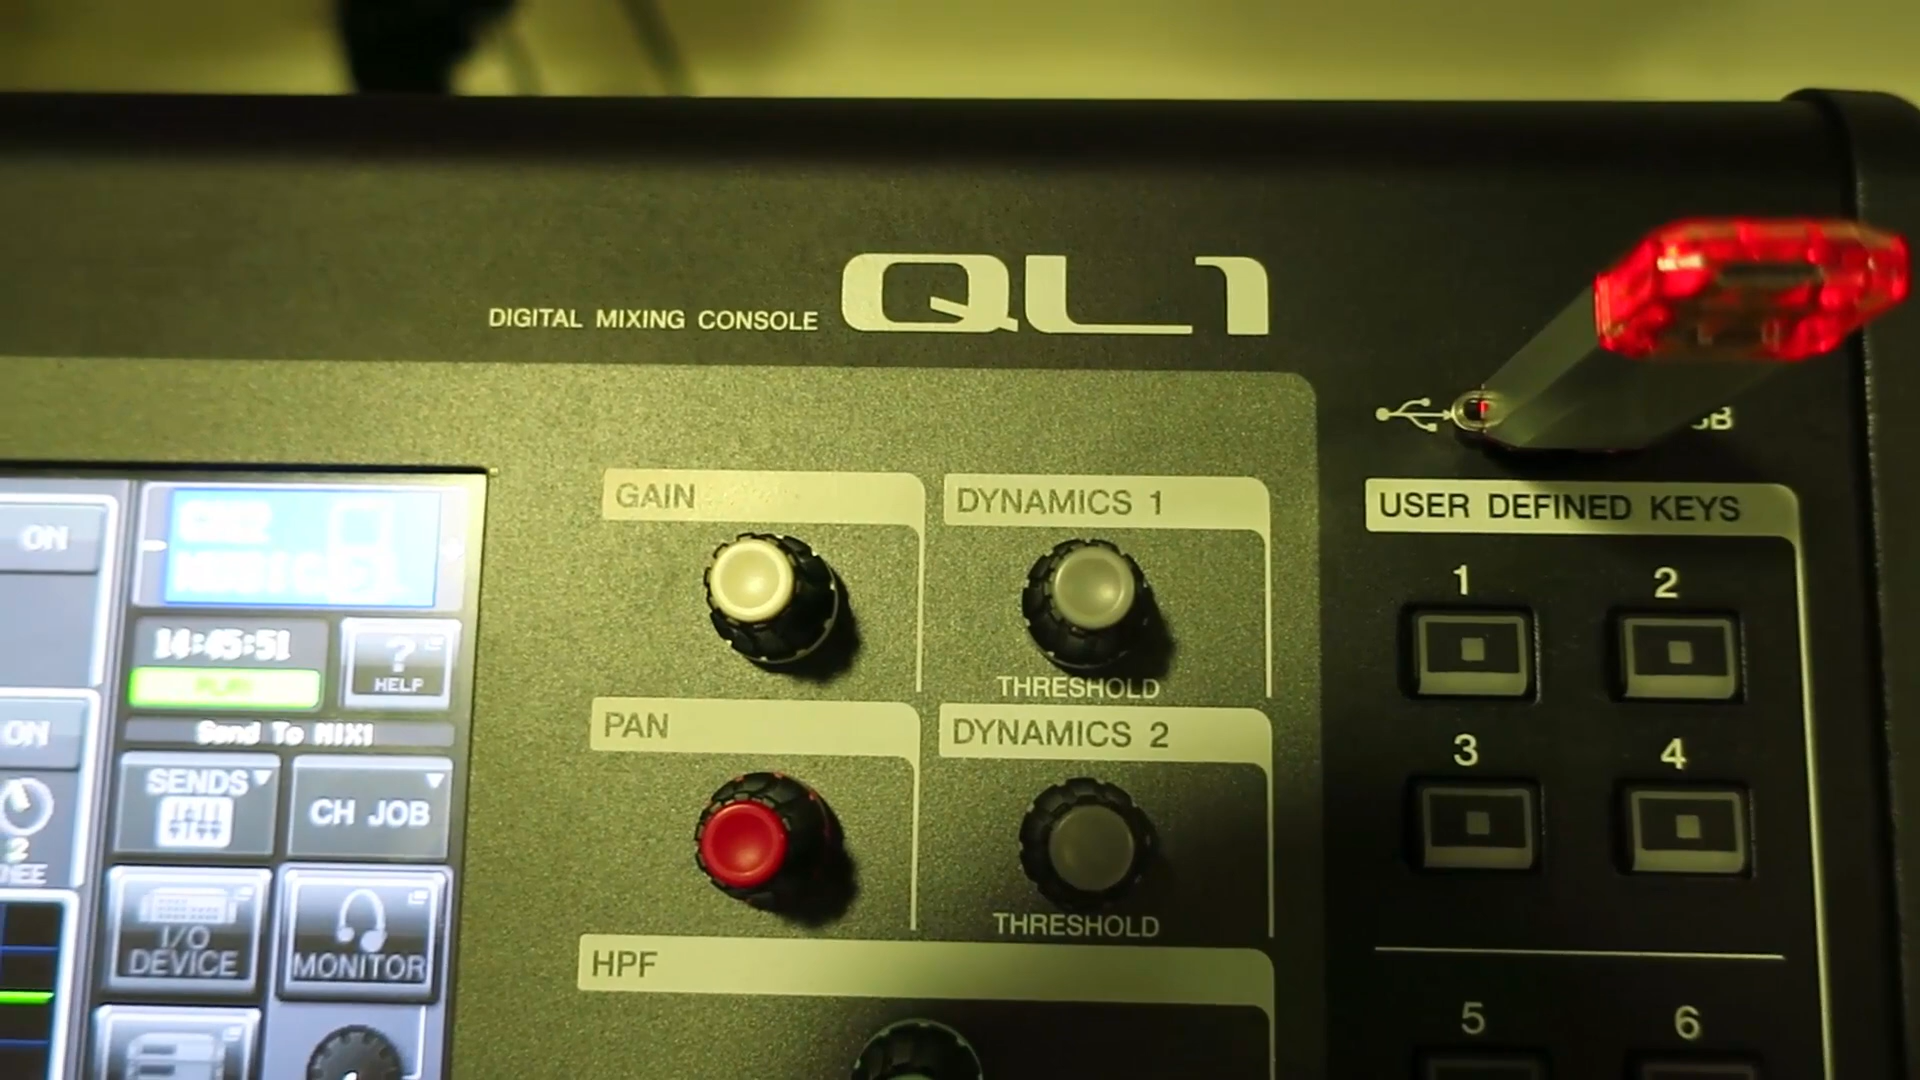 DIGITAL MIXING CONSOLE QL1
USER DEFINED KEYS
GAIN
DYNAMICS 1
THRESHOLD
PAN
DYNAMICS 2
THRESHOLD
HPF
1
2
3
4
5
6
ON
14:45:51
?
HELP
ON
Send To MIX1
SENDS
CH JOB
2
I/O
DEVICE
MONITOR